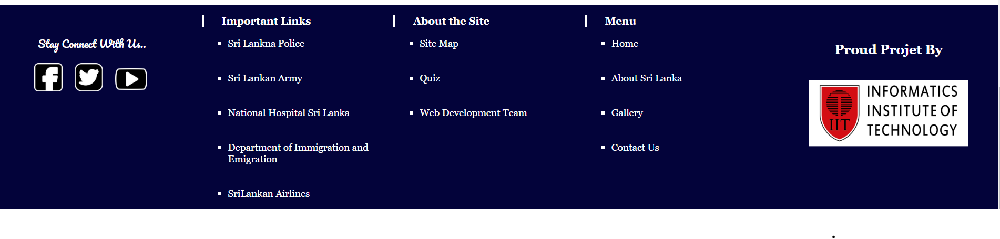 Stay Connect With Us..
Important Links
Sri Lankna Police
Sri Lankan Army
National Hospital Sri Lanka
Department of Immigration and
Emigration
SriLankan Airlines
About the Site
Site Map
Quiz
Web Development Team
Menu
Home
About Sri Lanka
Gallery
Contact Us
Proud Projet By
IIT
INFORMATICS
INSTITUTE OF
TECHNOLOGY